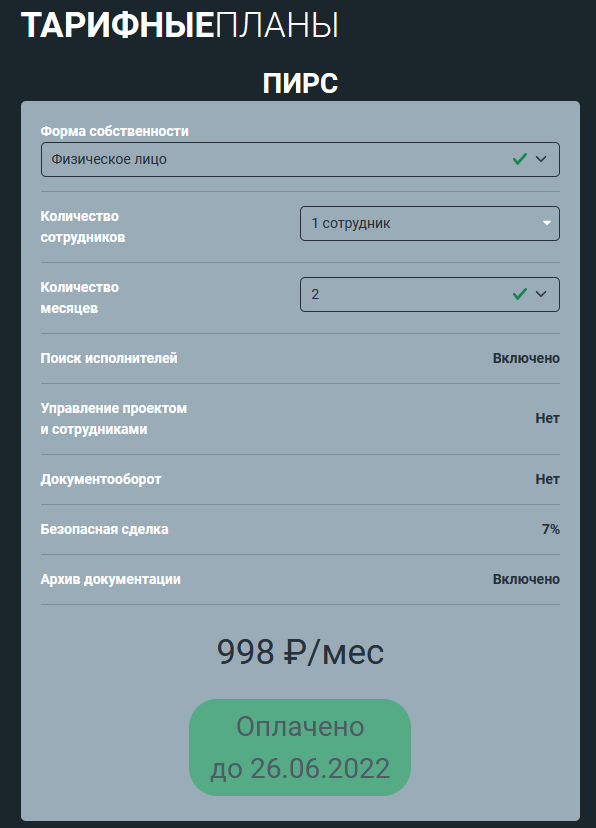 ТАРИФНЫЕПЛАНЫ
ПИРС
Форма собственности
Физическое лицо
Количество
сотрудников
1 сотрудник
Количество
месяцев
2
Поиск исполнителей
Включено
Управление проектом
и сотрудниками
Нет
Документооборот
Нет
Безопасная сделка
7%
Архив документации
Включено
998 ₽/мес
Оплачено
до 26.06.2022